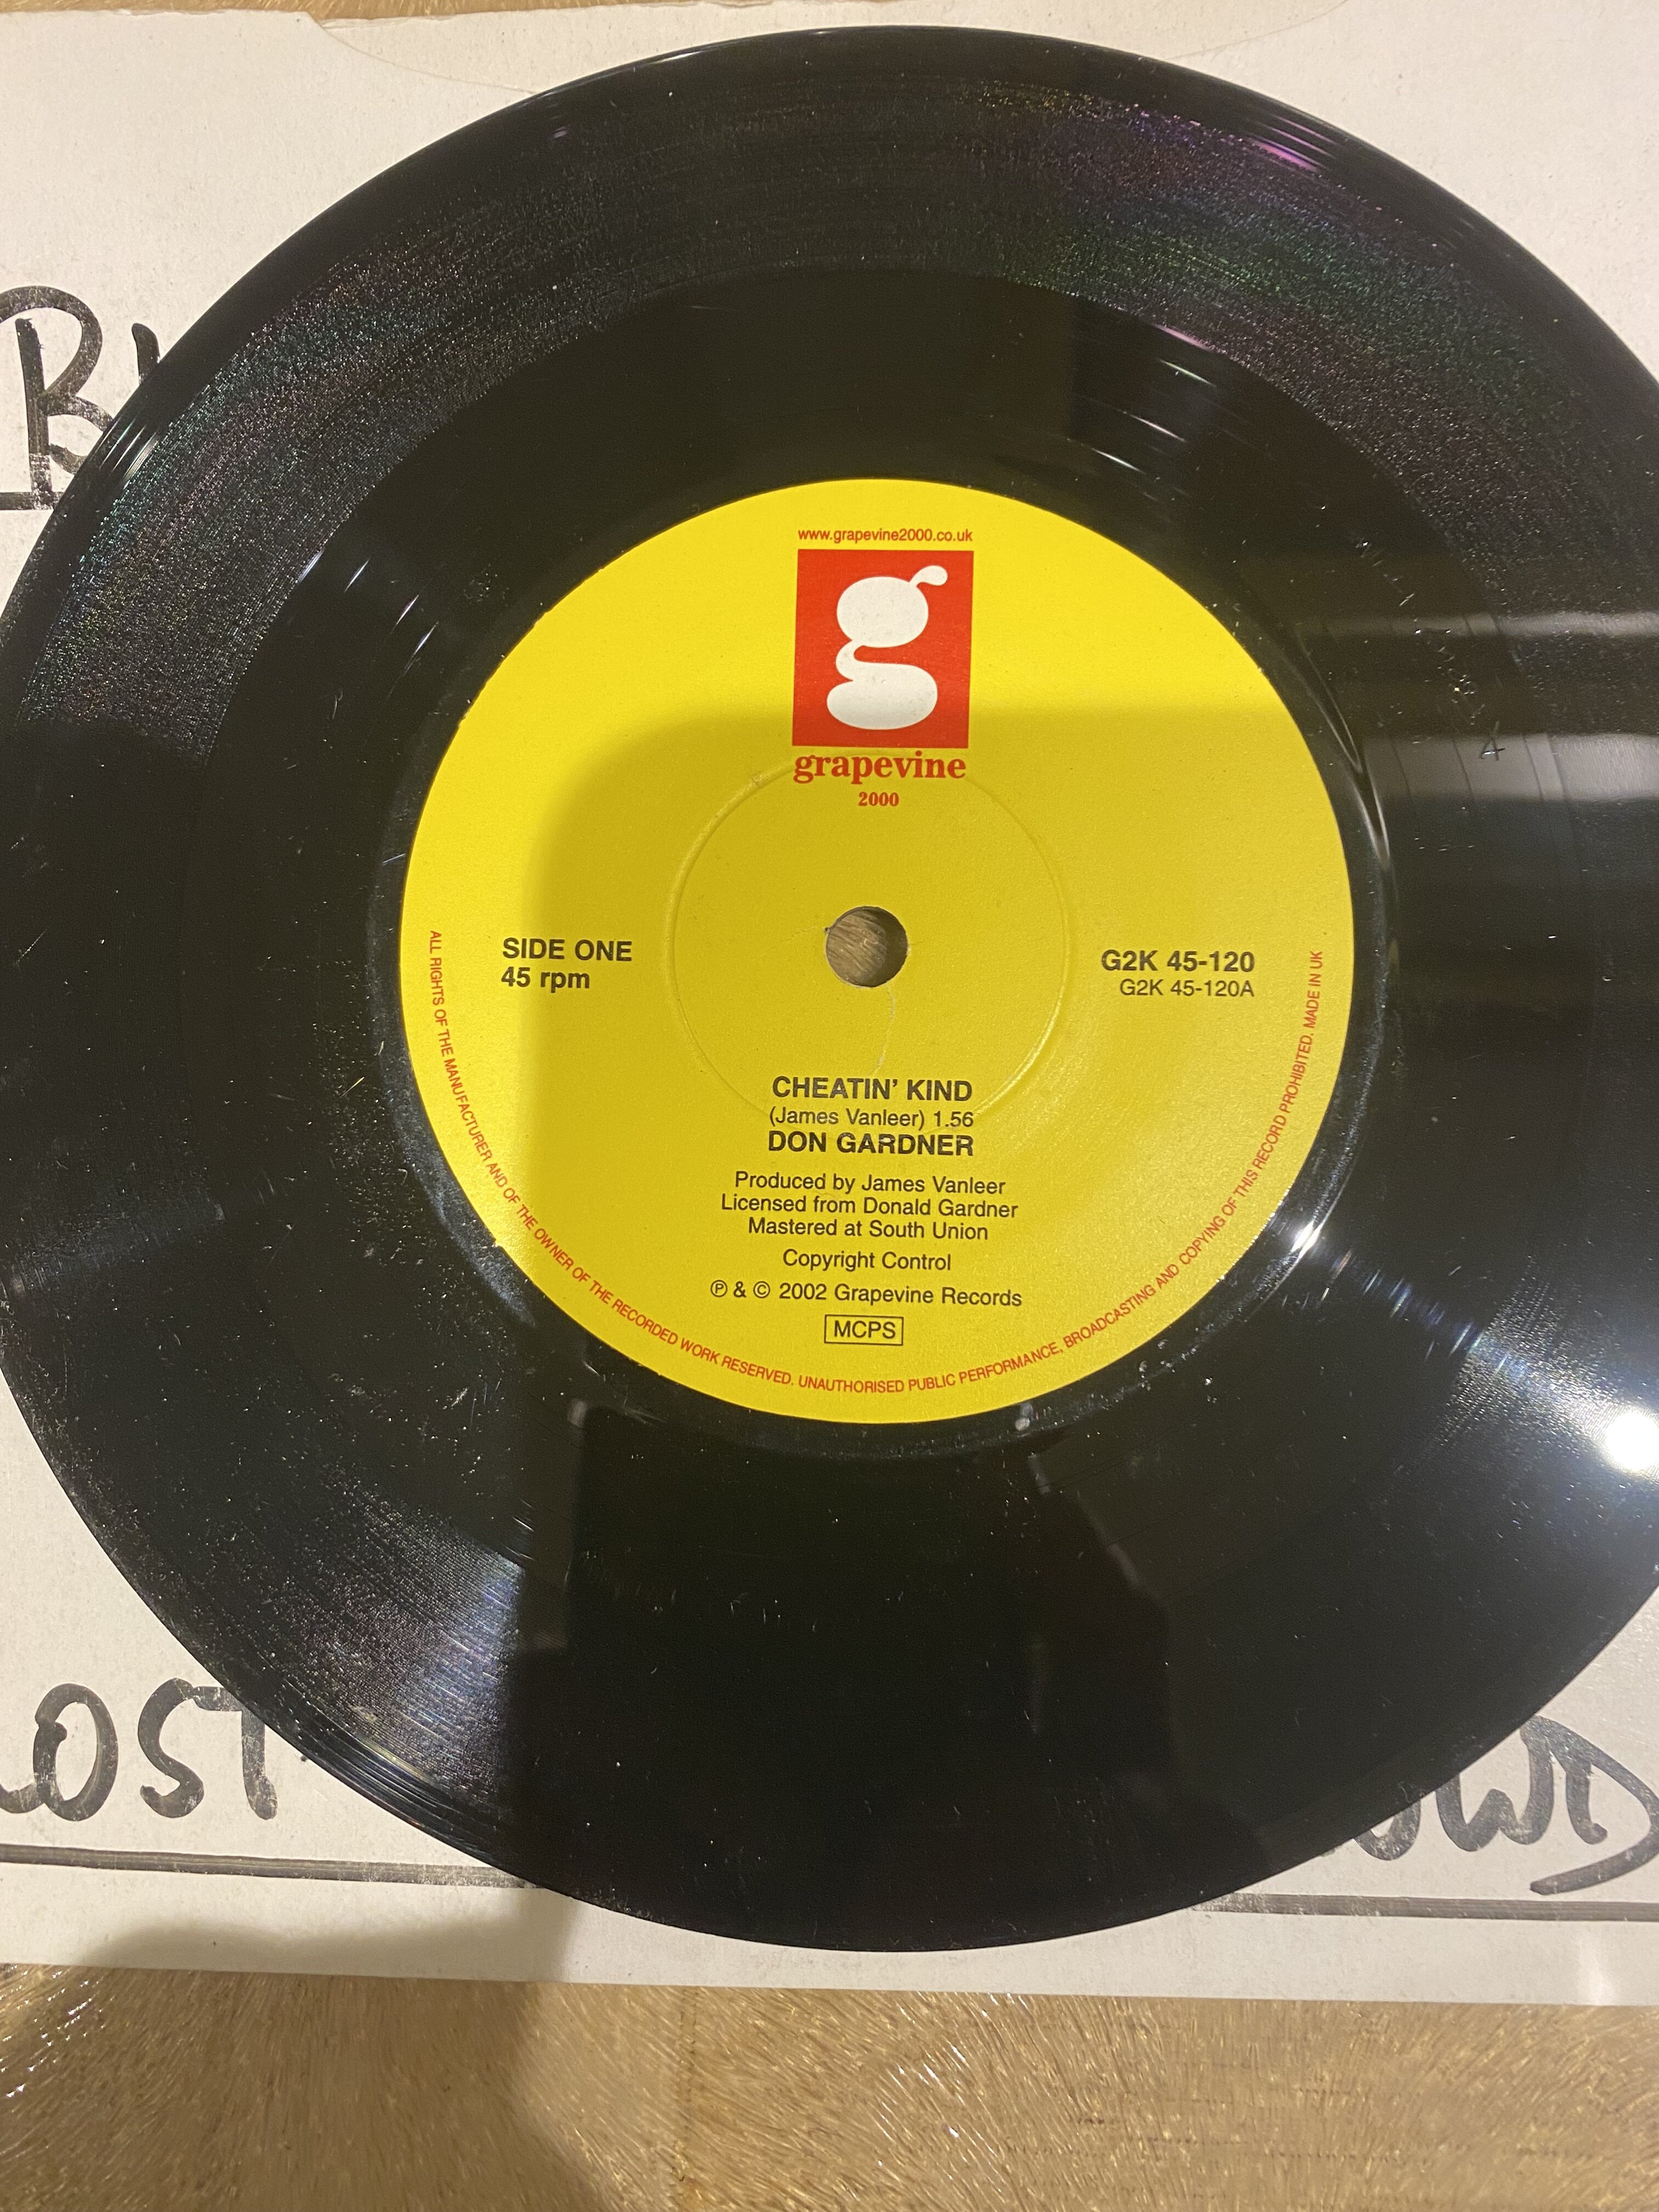 www.grapevine2000.co.uk
g
grapevine
2000
SIDE ONE
45 rpm
G2K 45-120
G2K 45-120A
CHEATIN' KIND
(James Vanleer) 1.56
DON GARDNER
Produced by James Vanleer
Licensed from Donald Gardner
Mastered at South Union
Copyright Control
℗ & © 2002 Grapevine Records
MCPS
ALL RIGHTS OF THE MANUFACTURER AND OF THE OWNER OF THE RECORDED WORK RESERVED. UNAUTHORISED PUBLIC PERFORMANCE, BROADCASTING AND COPYING OF THIS RECORD PROHIBITED. MADE IN UK